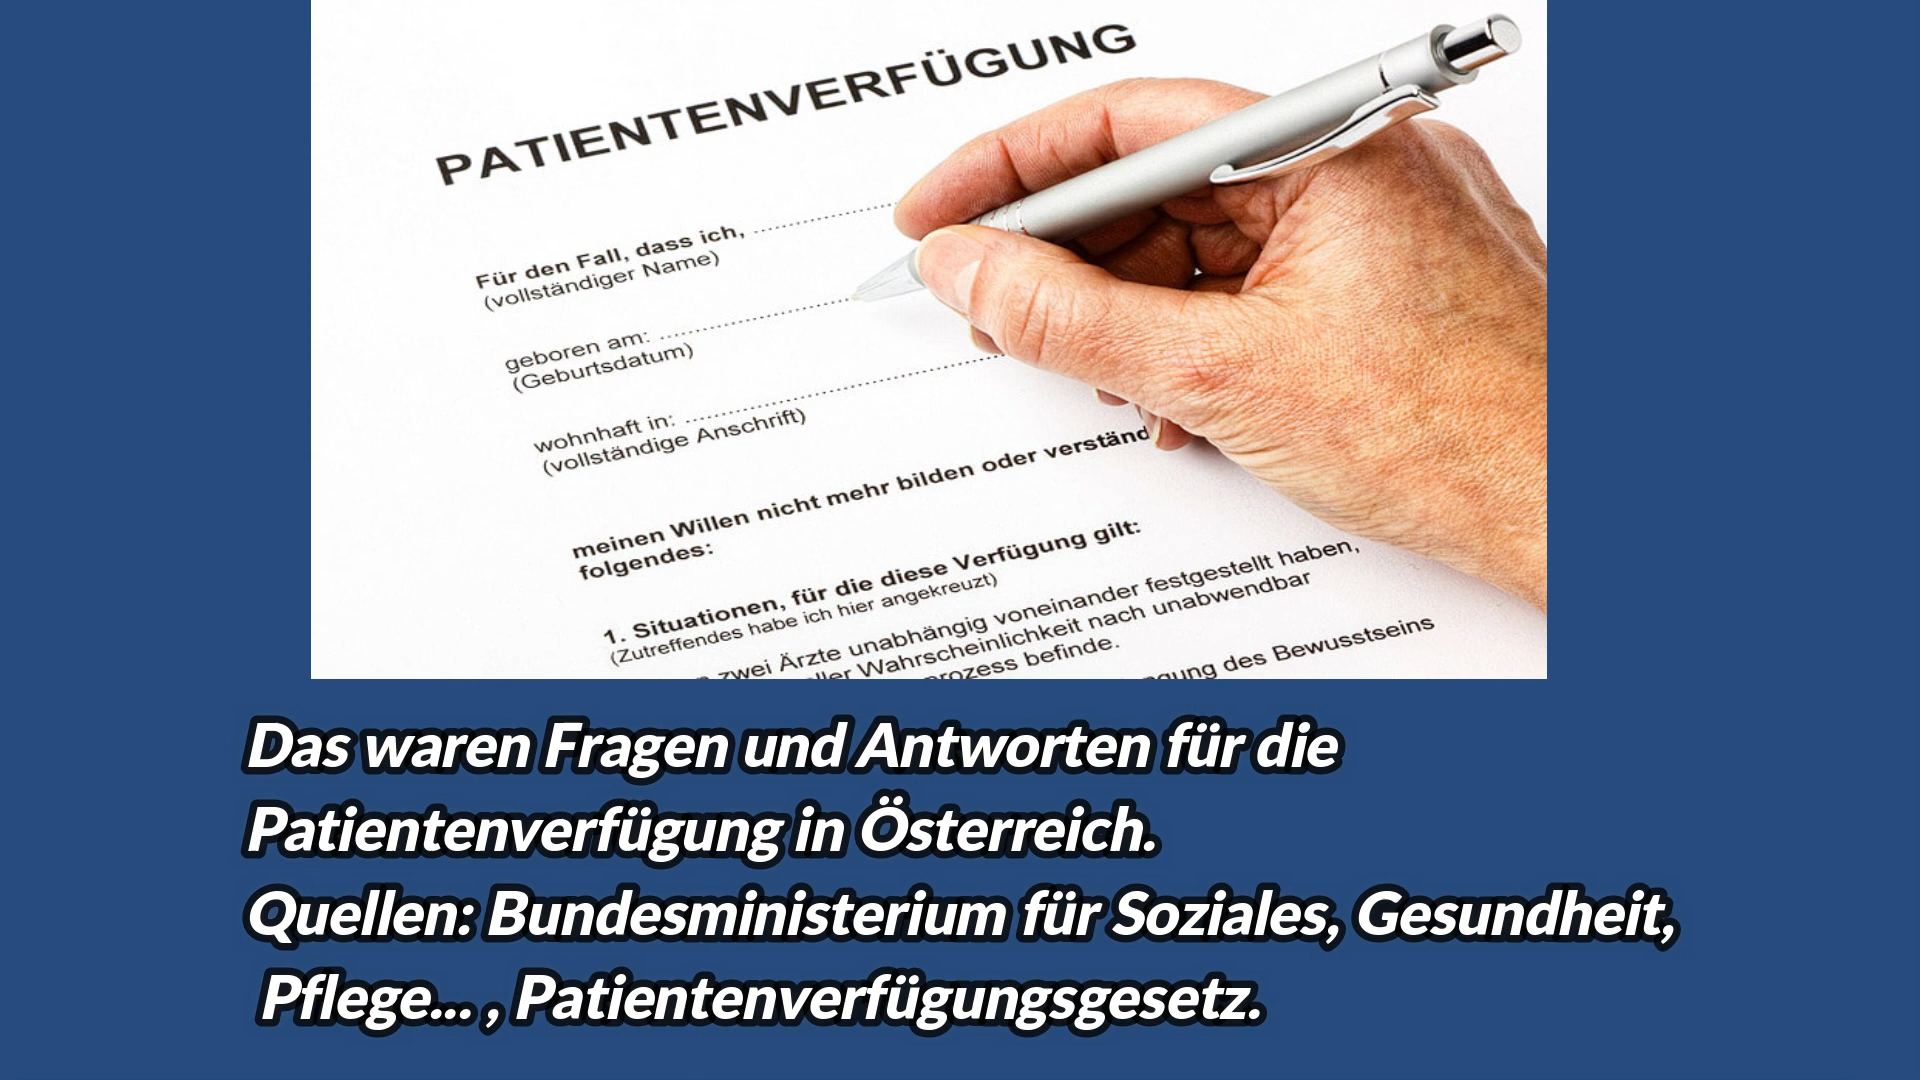 PATIENTENVERFÜGUNG
Für den Fall, dass ich, ........................
(vollständiger Name)
geboren am: ................................
(Geburtsdatum)
wohnhaft in: ........................................................
(vollständige Anschrift)
meinen Willen nicht mehr bilden oder
folgendes:
1. Situationen, für die diese Verfügung gilt:
(Zutreffendes habe ich hier angekreuzt)
zwei Ärzte unabhängig voneinander festgestellt haben,
Wahrscheinlichkeit nach unabwendbar
befinde.
des Bewusstseins
Das waren Fragen und Antworten für die
Patientenverfügung in Österreich.
Quellen: Bundesministerium für Soziales, Gesundheit,
Pflege... , Patientenverfügungsgesetz.